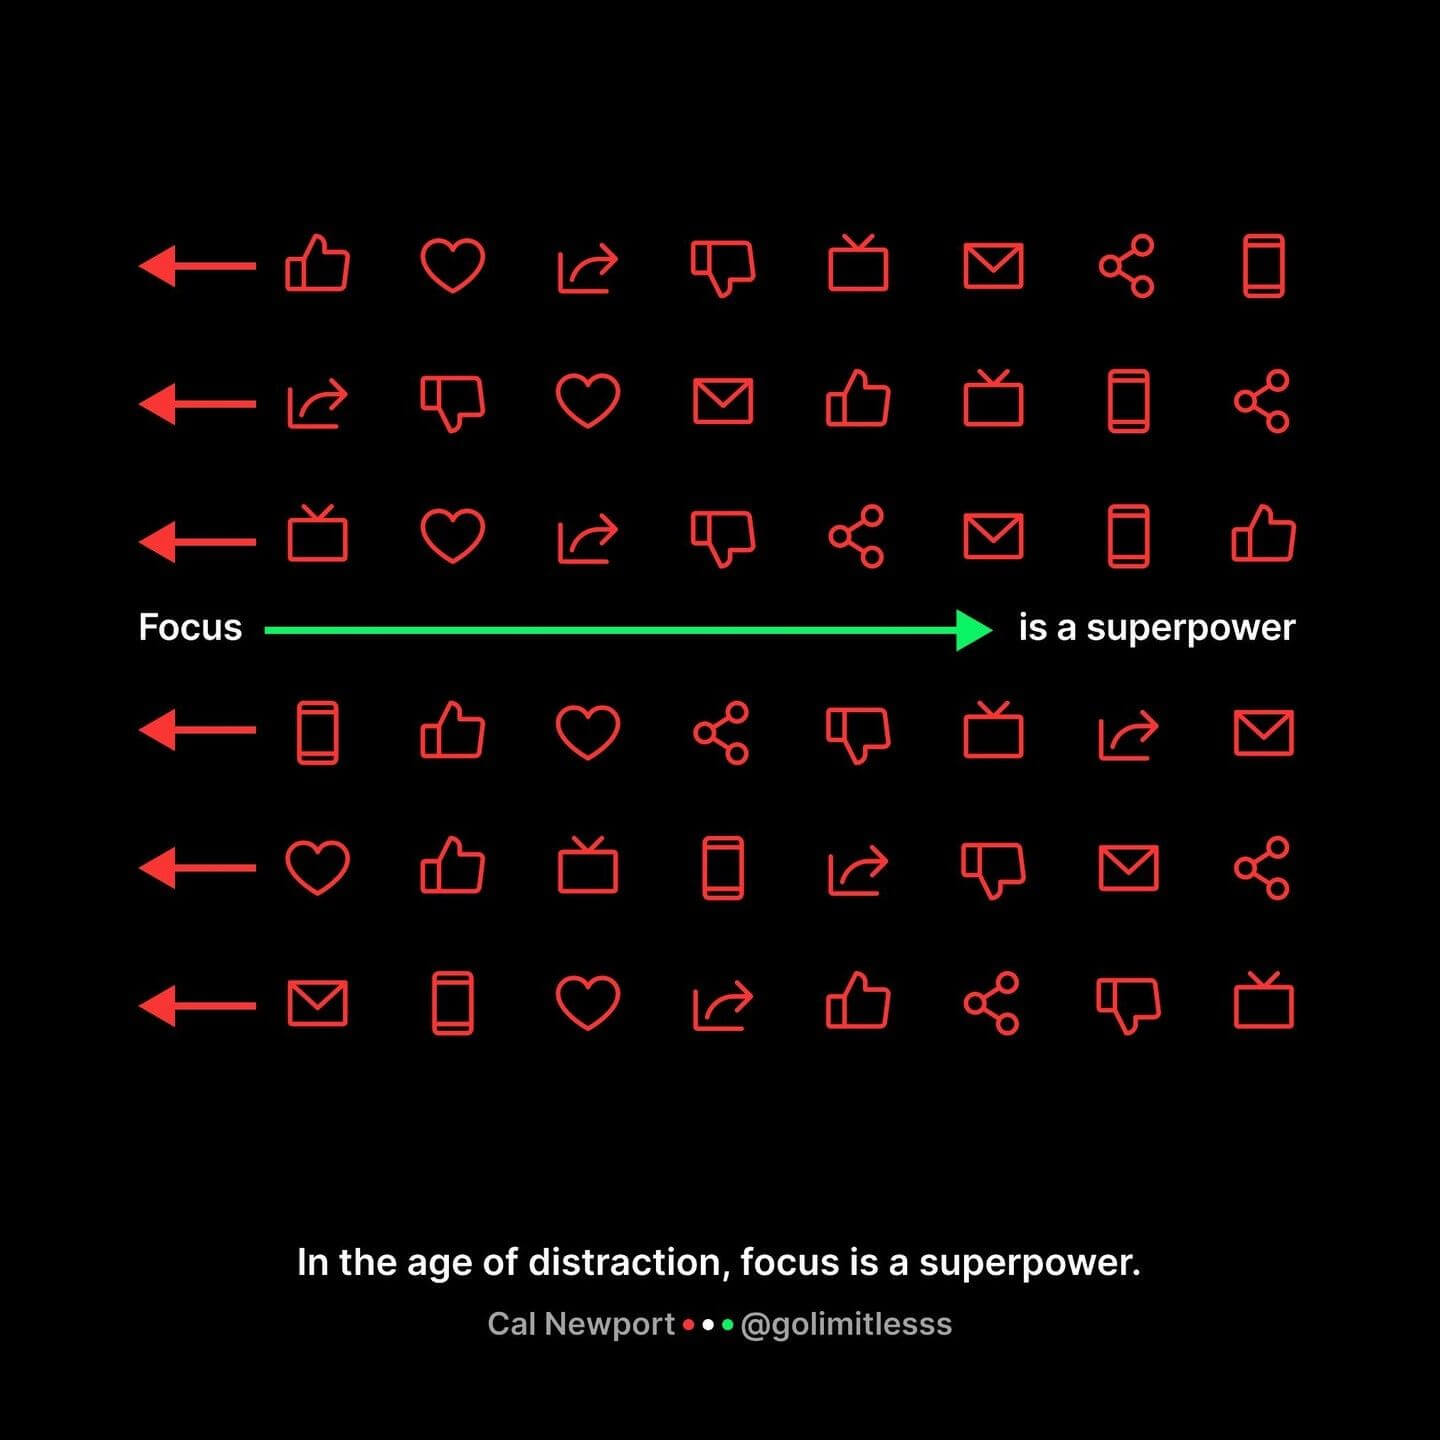 Focus is a superpower
In the age of distraction, focus is a superpower.
Cal Newport @golimitlesss